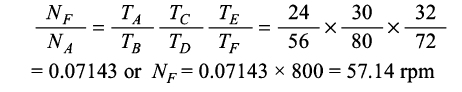 N_F/N_A = T_A/T_B T_C/T_D T_E/T_F = 24/56 × 30/80 × 32/72
= 0.07143 or N_F = 0.07143 × 800 = 57.14 rpm